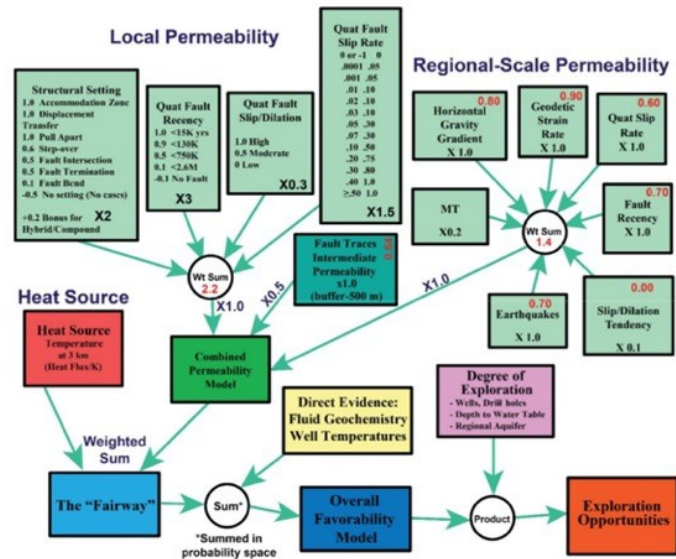 Local Permeability
Structural Setting
1.0 Accommodation Zone
1.0 Displacement
Transfer
1.0 Pull Apart
0.6 Step-over
0.5 Fault Intersection
0.5 Fault Termination
0.1 Fault Bend
-0.5 No setting (No cases)
+0.2 Bonus for
Hybrid/Compound
X2
Quat Fault
Recency
1.0 <15K yrs
0.9 <130K
0.5 <750K
0.1 <2.6M
-0.1 No Fault
X3
Quat Fault
Slip/Dilation
1.0 High
0.5 Moderate
0 Low
X0.3
Quat Fault
Slip Rate
0 or -1 0
.0001 .05
.001 .05
.01 .10
.02 .10
.03 .10
.05 .30
.07 .30
.10 .50
.20 .75
.30 .80
.40 1.0
≥.50 1.0
X1.5
Wt Sum
2.2
X1.0
Fault Traces
Intermediate
Permeability
x1.0
(buffer-500 m)
0.84
X0.5
Regional-Scale Permeability
0.80
Horizontal
Gravity
Gradient
X 1.0
0.90
Geodetic
Strain
Rate
X 1.0
0.60
Quat Slip
Rate
X 1.0
MT
X0.2
Wt Sum
1.4
0.70
Fault
Recency
X 1.0
0.70
Earthquakes
X 1.0
0.00
Slip/Dilation
Tendency
X 0.1
X1.0
Heat Source
Heat Source
Temperature
at 3 km
(Heat Flux/K)
Combined
Permeability
Model
Weighted
Sum
Direct Evidence:
Fluid Geochemistry
Well Temperatures
Degree of
Exploration
- Wells, Drill holes
- Depth to Water Table
- Regional Aquifer
The "Fairway"
Sum*
*Summed in
probability space
Overall
Favorability
Model
Product
Exploration
Opportunities